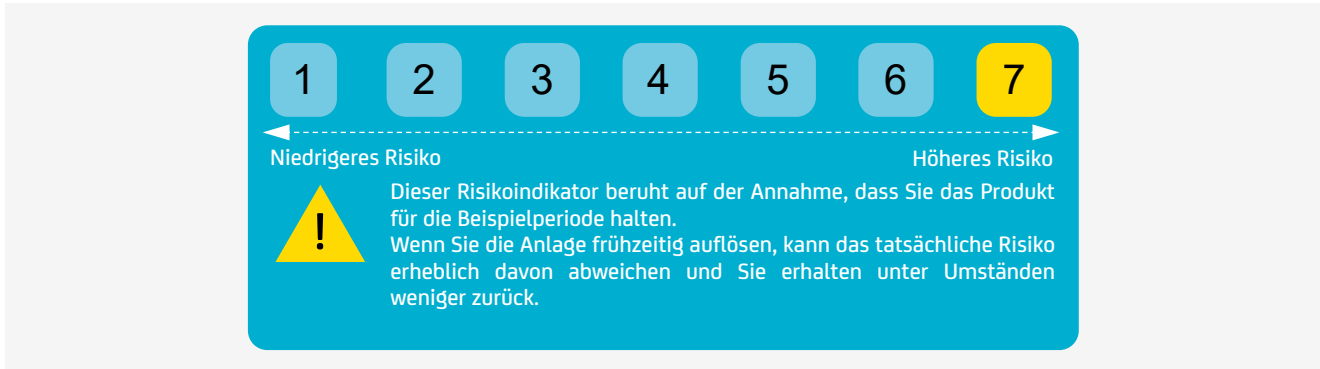 1 2 3 4 5 6 7
Niedrigeres Risiko Höheres Risiko
!
Dieser Risikoindikator beruht auf der Annahme, dass Sie das Produkt
für die Beispielperiode halten.
Wenn Sie die Anlage frühzeitig auflösen, kann das tatsächliche Risiko
erheblich davon abweichen und Sie erhalten unter Umständen
weniger zurück.